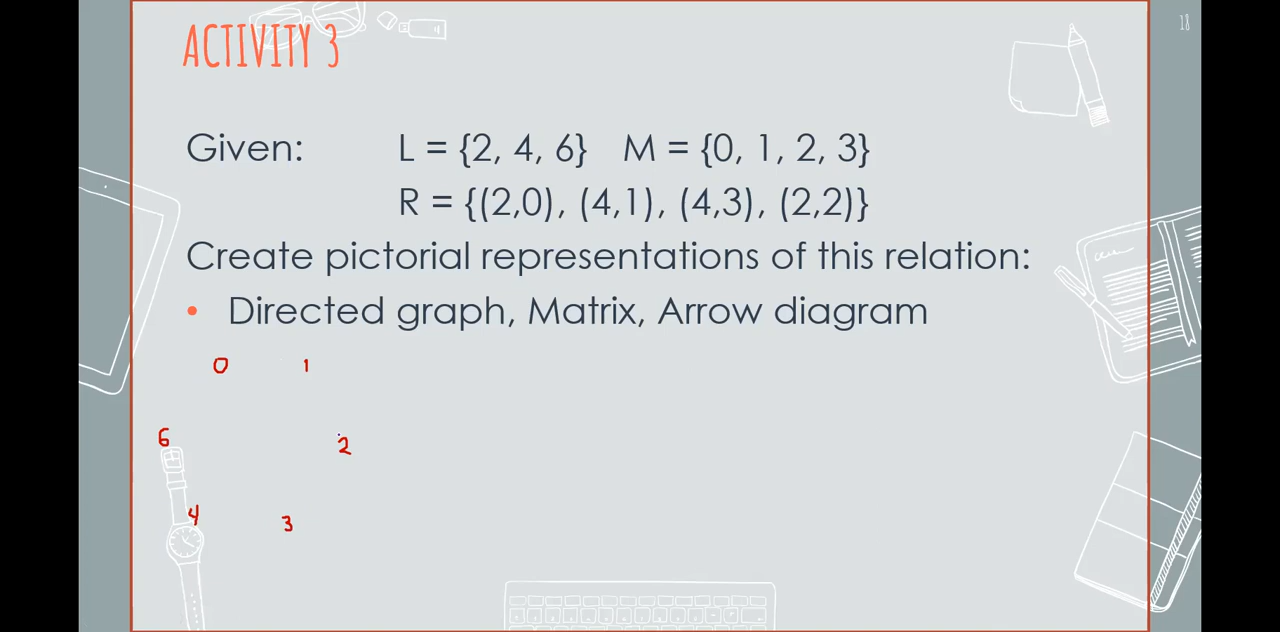 ACTIVITY 3
18
Given: L = {2, 4, 6} M = {0, 1, 2, 3}
R = {(2,0), (4,1), (4,3), (2,2)}
Create pictorial representations of this relation:
• Directed graph, Matrix, Arrow diagram
0 1
6 2
4 3